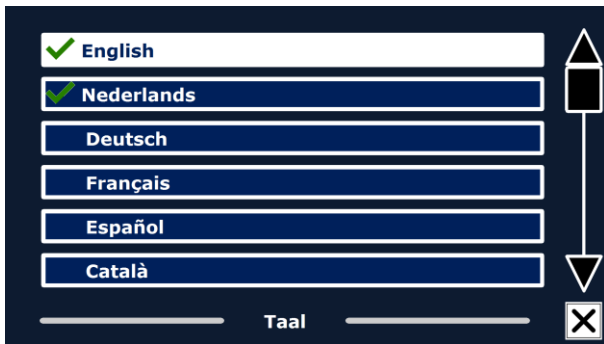 English
Nederlands
Deutsch
Français
Español
Català
Taal